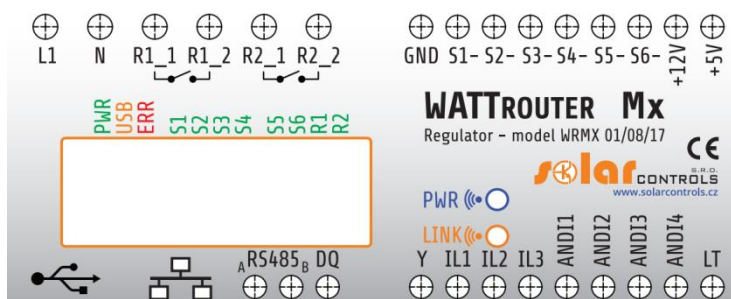 L1 N R1_1 R1_2 R2_1 R2_2
GND S1- S2- S3- S4- S5- S6- +12V +5V
PWR USB ERR S1 S2 S3 S4 S5 S6 R1 R2
WATTROUTER Mx
Regulator - model WRMX 01/08/17
CE
solar
S.R.O.
CONTROLS
www.solarcontrols.cz
PWR
LINK
A RS485 B DQ
Y IL1 IL2 IL3 ANDI1 ANDI2 ANDI3 ANDI4 LT